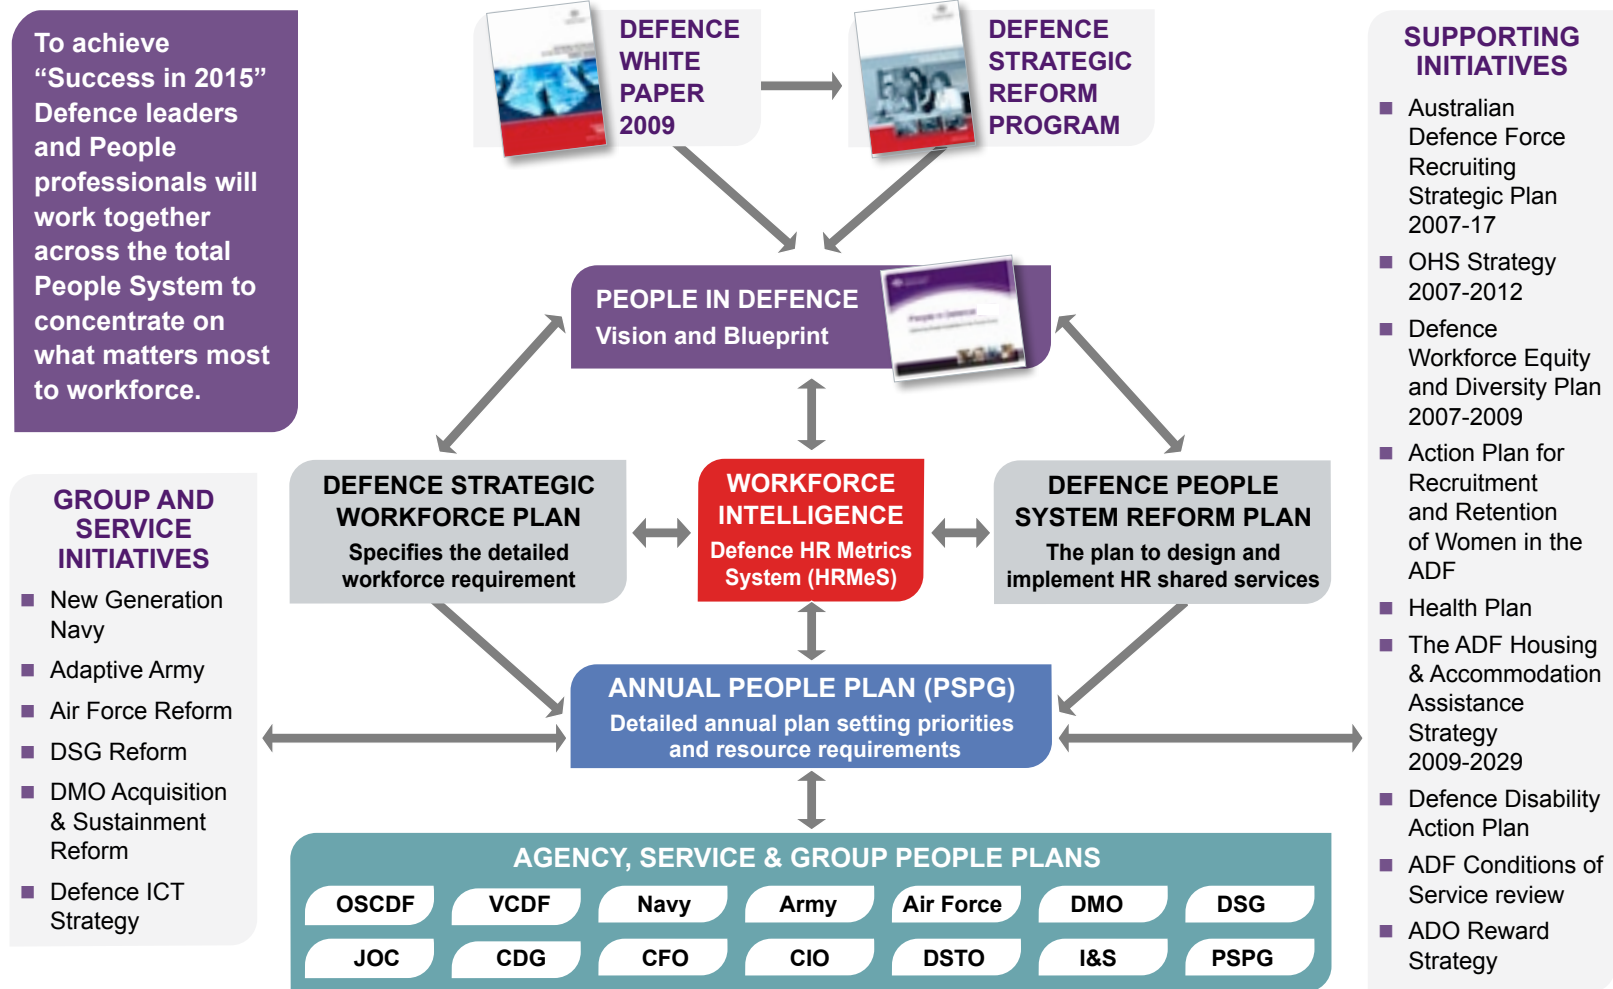 To achieve
“Success in 2015”
Defence leaders
and People
professionals will
work together
across the total
People System to
concentrate on
what matters most
to workforce.
DEFENCE
WHITE
PAPER
2009
DEFENCE
STRATEGIC
REFORM
PROGRAM
PEOPLE IN DEFENCE
Vision and Blueprint
People in Defence
DEFENCE STRATEGIC
WORKFORCE PLAN
Specifies the detailed
workforce requirement
WORKFORCE
INTELLIGENCE
Defence HR Metrics
System (HRMeS)
DEFENCE PEOPLE
SYSTEM REFORM PLAN
The plan to design and
implement HR shared services
ANNUAL PEOPLE PLAN (PSPG)
Detailed annual plan setting priorities
and resource requirements
AGENCY, SERVICE & GROUP PEOPLE PLANS
OSCDF VCDF Navy Army Air Force DMO DSG
JOC CDG CFO CIO DSTO I&S PSPG
GROUP AND
SERVICE
INITIATIVES
■ New Generation
Navy
■ Adaptive Army
■ Air Force Reform
■ DSG Reform
■ DMO Acquisition
& Sustainment
Reform
■ Defence ICT
Strategy
SUPPORTING
INITIATIVES
■ Australian
Defence Force
Recruiting
Strategic Plan
2007-17
■ OHS Strategy
2007-2012
■ Defence
Workforce Equity
and Diversity Plan
2007-2009
■ Action Plan for
Recruitment
and Retention
of Women in the
ADF
■ Health Plan
■ The ADF Housing
& Accommodation
Assistance
Strategy
2009-2029
■ Defence Disability
Action Plan
■ ADF Conditions of
Service review
■ ADO Reward
Strategy